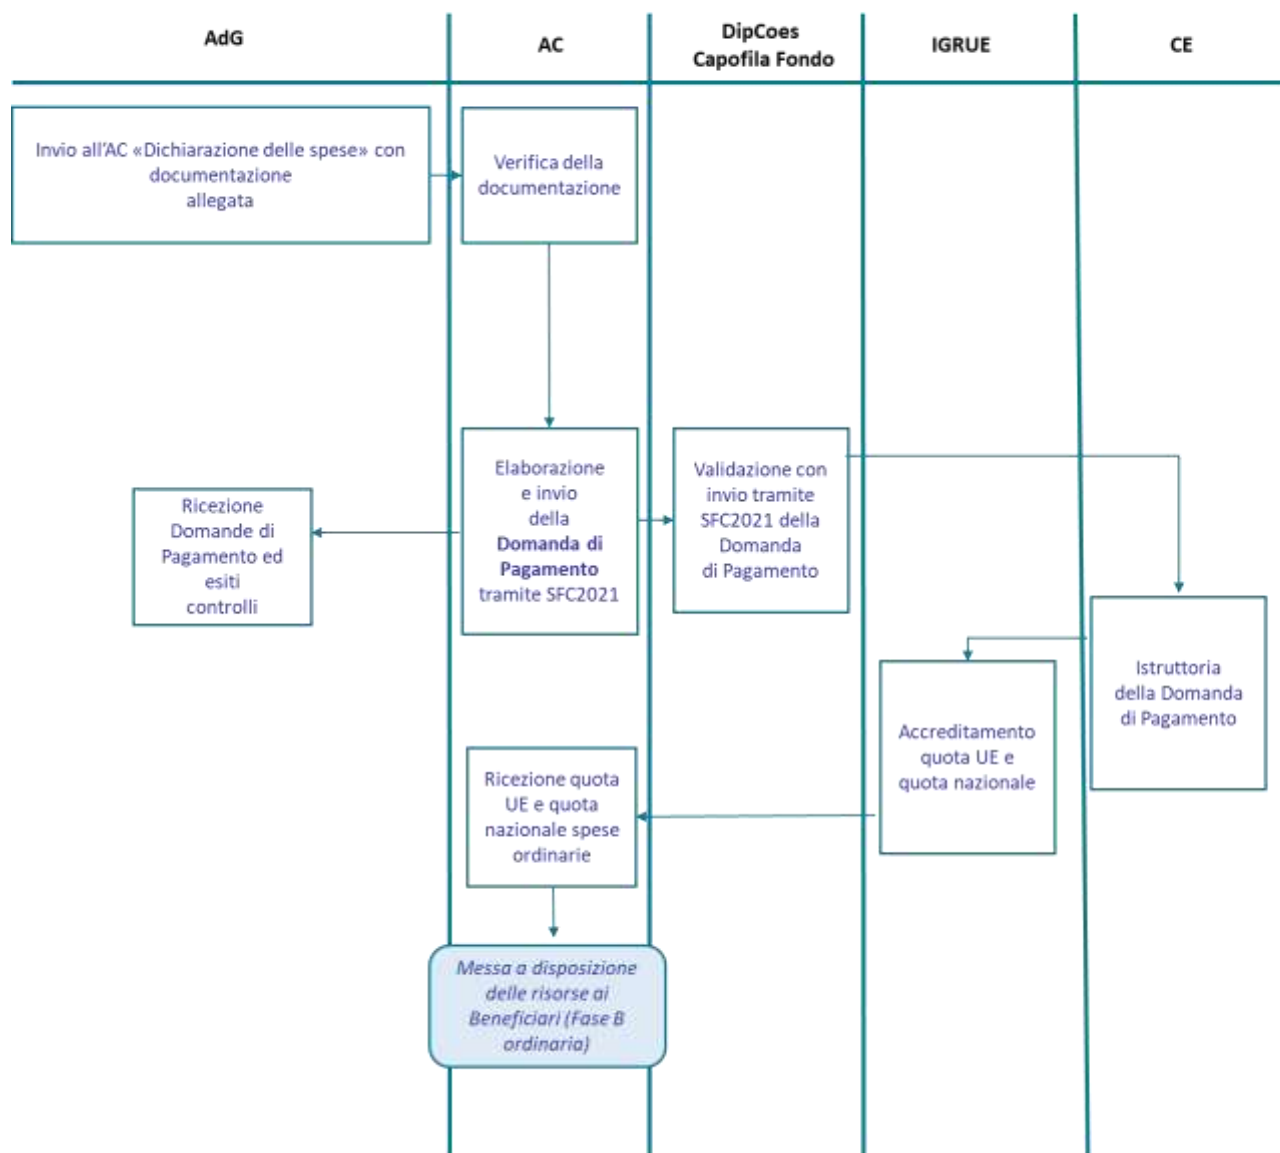 AdG
AC
DipCoes
Capofila Fondo
IGRUE
CE
Invio all'AC «Dichiarazione delle spese» con
documentazione
allegata
Verifica della
documentazione
Elaborazione
e invio
della
Domanda di
Pagamento
tramite SFC2021
Validazione con
invio tramite
SFC2021 della
Domanda
di Pagamento
Ricezione
Domande di
Pagamento ed
esiti
controlli
Istruttoria
della Domanda
di Pagamento
Accreditamento
quota UE e
quota nazionale
Ricezione quota
UE e quota
nazionale spese
ordinarie
Messa a disposizione
delle risorse ai
Beneficiari (Fase B
ordinaria)